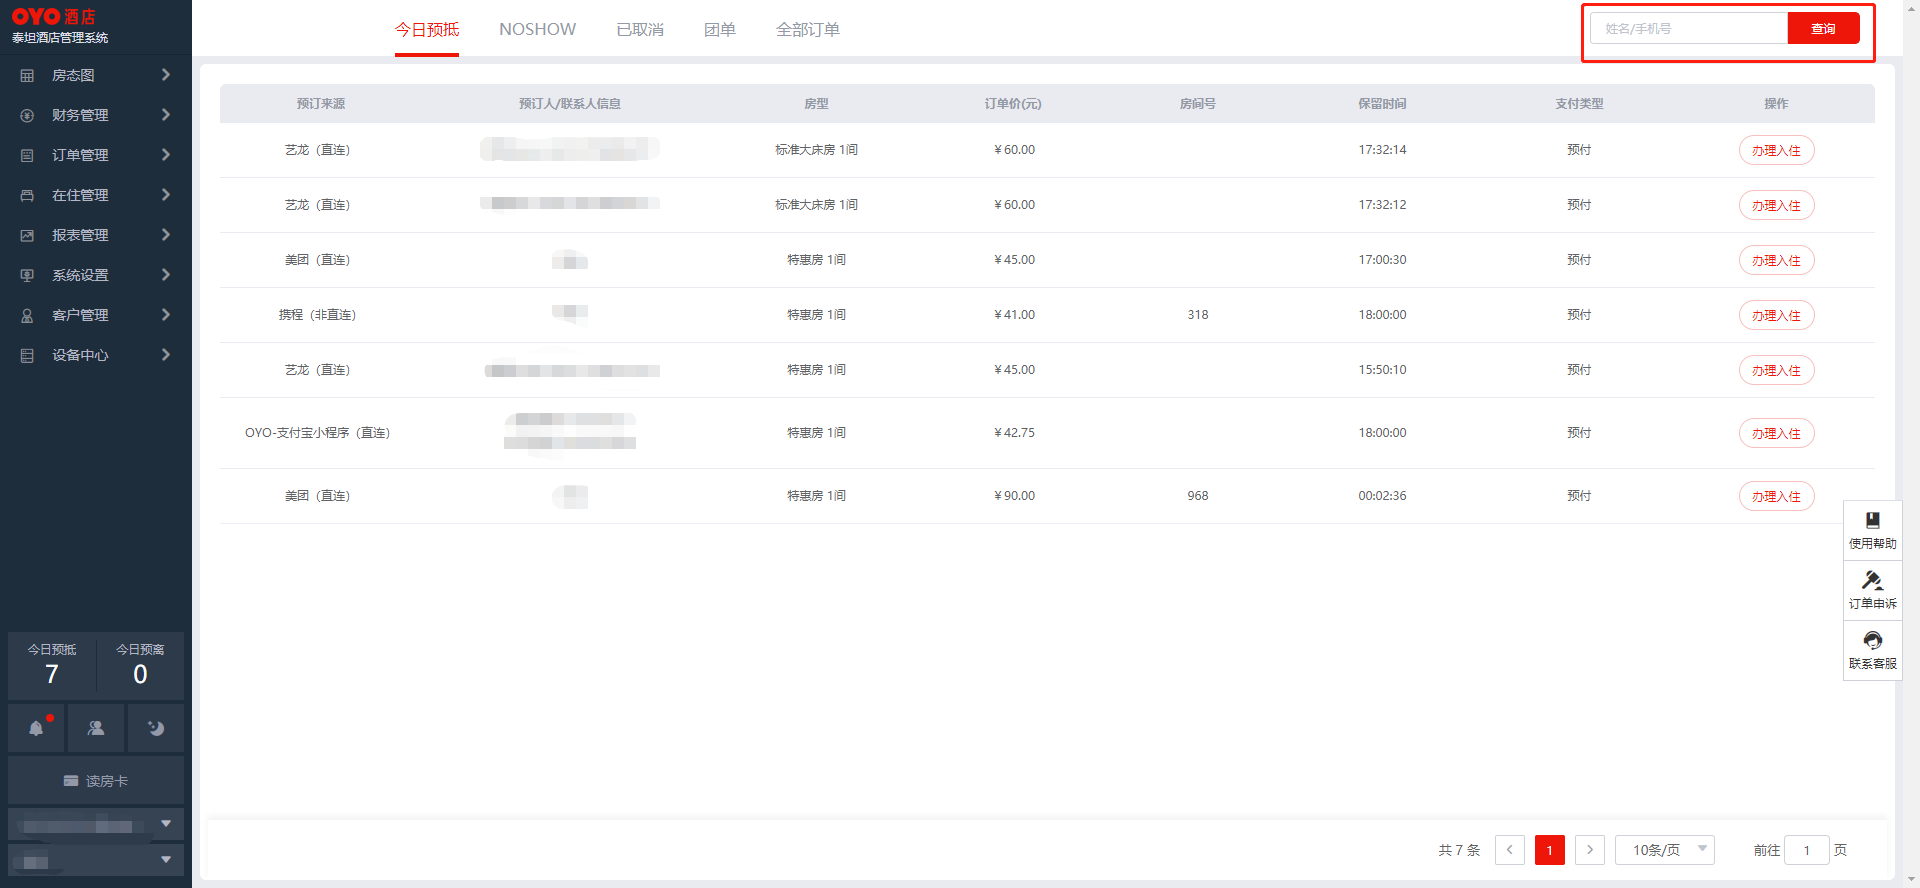 OYO 酒店
泰坦酒店管理系统
房态图
财务管理
订单管理
在住管理
报表管理
系统设置
客户管理
设备中心
今日预抵 今日预离
7 0
读房卡
今日预抵 NOSHOW 已取消 团单 全部订单
姓名/手机号 查询
预订来源 预订人/联系人信息 房型 订单价(元) 房间号 保留时间 支付类型 操作
艺龙（直连） 标准大床房 1间 ¥60.00 17:32:14 预付 办理入住
艺龙（直连） 标准大床房 1间 ¥60.00 17:32:12 预付 办理入住
美团（直连） 特惠房 1间 ¥45.00 17:00:30 预付 办理入住
携程（非直连） 特惠房 1间 ¥41.00 318 18:00:00 预付 办理入住
艺龙（直连） 特惠房 1间 ¥45.00 15:50:10 预付 办理入住
OYO-支付宝小程序（直连） 特惠房 1间 ¥42.75 18:00:00 预付 办理入住
美团（直连） 特惠房 1间 ¥90.00 968 00:02:36 预付 办理入住
使用帮助
订单申诉
联系客服
共 7 条 1 10条/页 前往 1 页